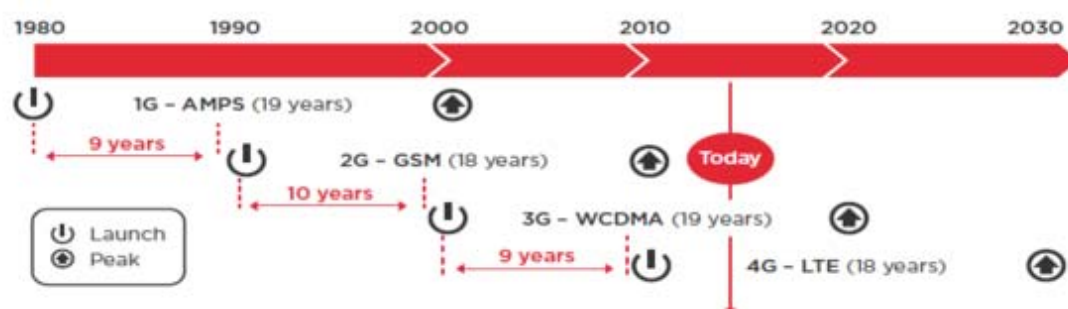 1980 1990 2000 2010 2020 2030
1G – AMPS (19 years)
9 years
2G – GSM (18 years)
Today
10 years
3G – WCDMA (19 years)
Launch
Peak
9 years
4G – LTE (18 years)